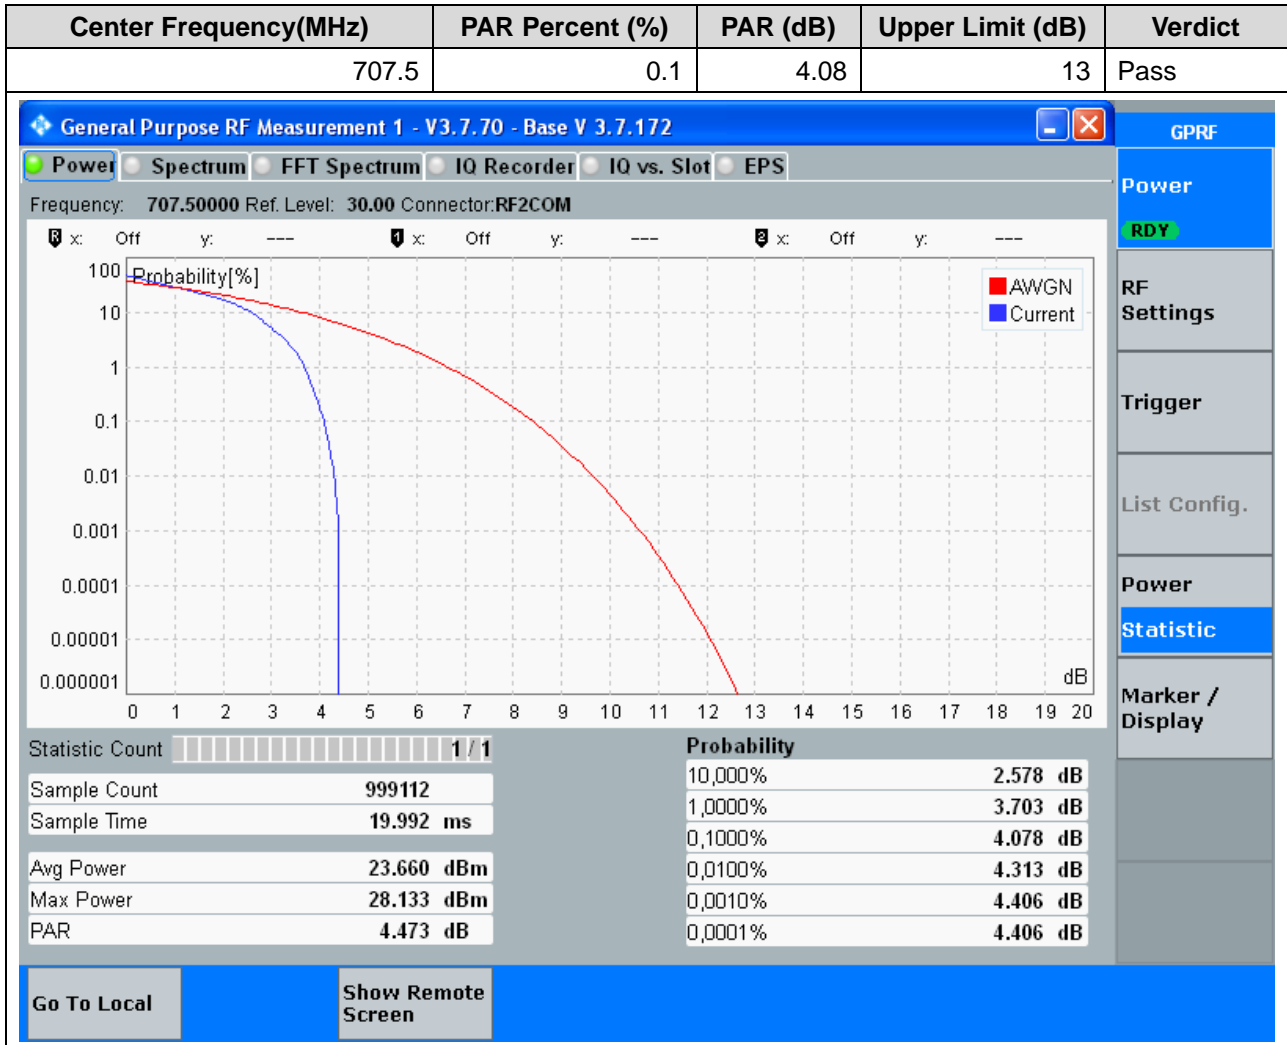 Center Frequency(MHz) PAR Percent (%) PAR (dB) Upper Limit (dB) Verdict
707.5 0.1 4.08 13 Pass
General Purpose RF Measurement 1 - V3.7.70 - Base V 3.7.172
GPRF
Power Spectrum FFT Spectrum IQ Recorder IQ vs. Slot EPS
Power
RDY
Frequency: 707.50000 Ref. Level: 30.00 Connector:RF2COM
R x: Off y: --- 1 x: Off y: --- 2 x: Off y: ---
Probability[%]
AWGN
Current
100
10
1
0.1
0.01
0.001
0.0001
0.00001
0.000001
dB
0 1 2 3 4 5 6 7 8 9 10 11 12 13 14 15 16 17 18 19 20
RF
Settings
Trigger
List Config.
Power
Statistic
Marker /
Display
Statistic Count 1 / 1
Sample Count 999112
Sample Time 19.992 ms
Avg Power 23.660 dBm
Max Power 28.133 dBm
PAR 4.473 dB
Probability
10,000% 2.578 dB
1,0000% 3.703 dB
0,1000% 4.078 dB
0,0100% 4.313 dB
0,0010% 4.406 dB
0,0001% 4.406 dB
Go To Local
Show Remote
Screen